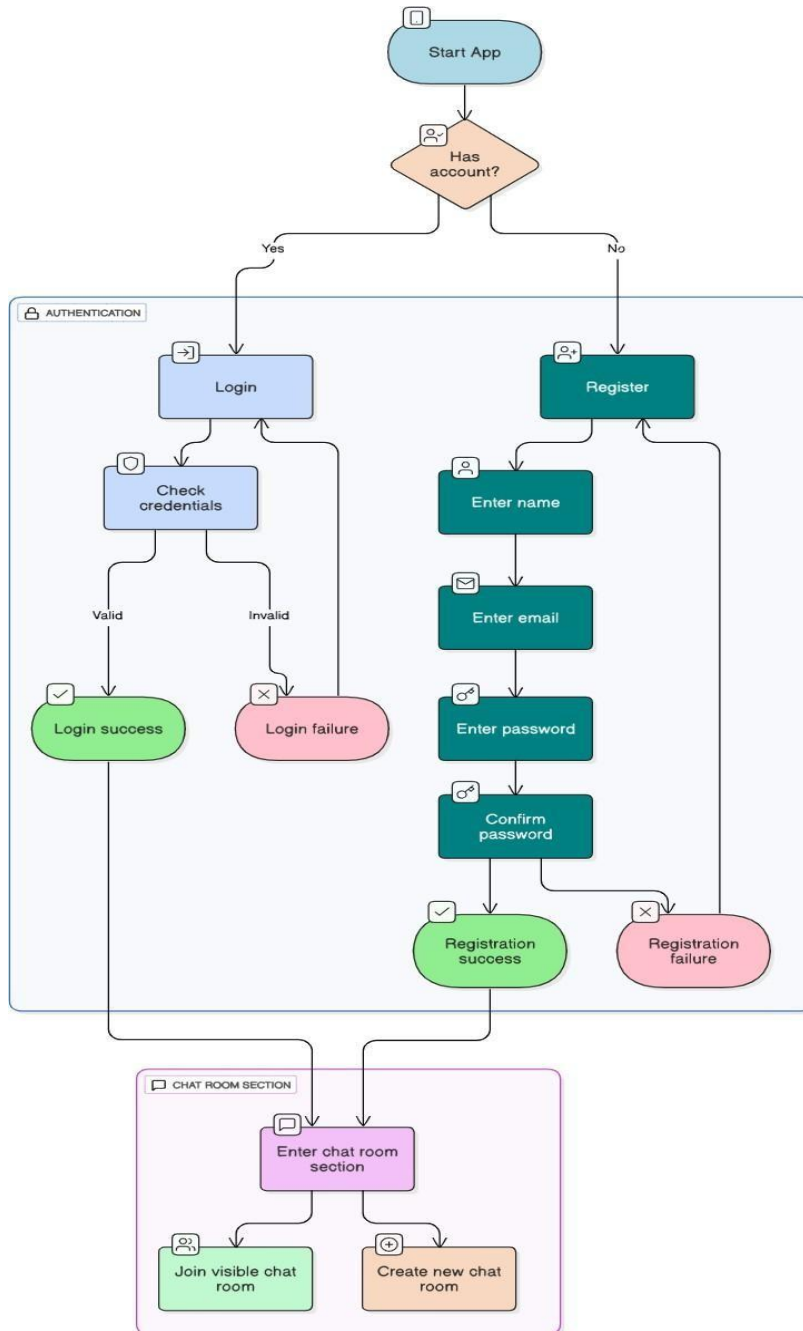 Start App
Has
account?
Yes
No
AUTHENTICATION
Login
Register
Check
credentials
Enter name
Valid
Invalid
Enter email
Login success
Login failure
Enter password
Confirm
password
Registration
success
Registration
failure
CHAT ROOM SECTION
Enter chat room
section
Join visible chat
room
Create new chat
room